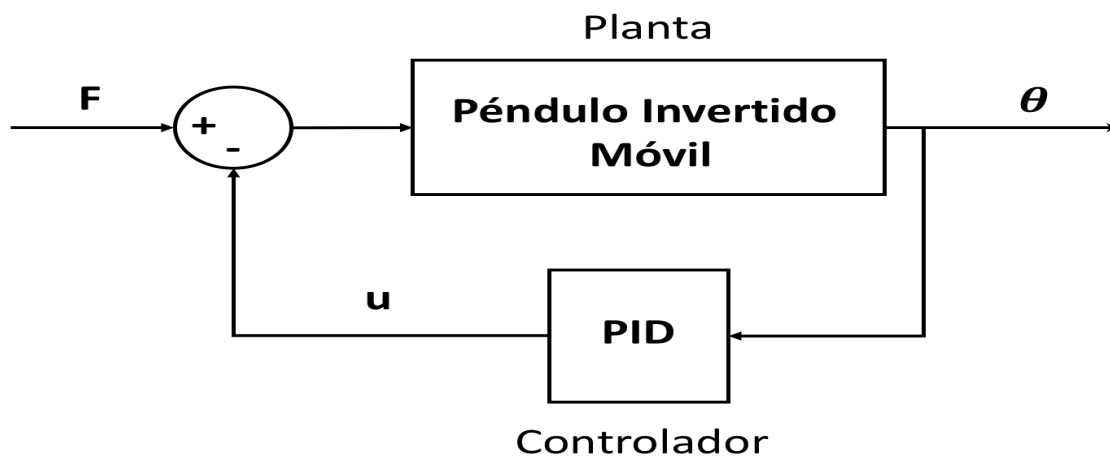 Planta
F
+
-
Péndulo Invertido
Móvil
θ
u
PID
Controlador